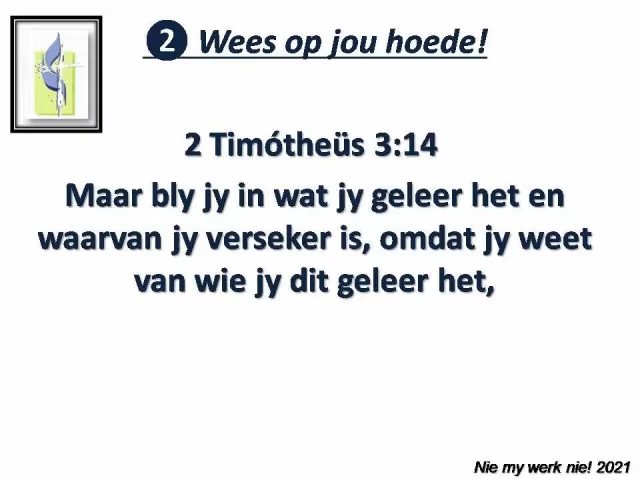 2 Wees op jou hoede!
2 Timótheüs 3:14
Maar bly jy in wat jy geleer het en
waarvan jy verseker is, omdat jy weet
van wie jy dit geleer het,
Nie my werk nie! 2021